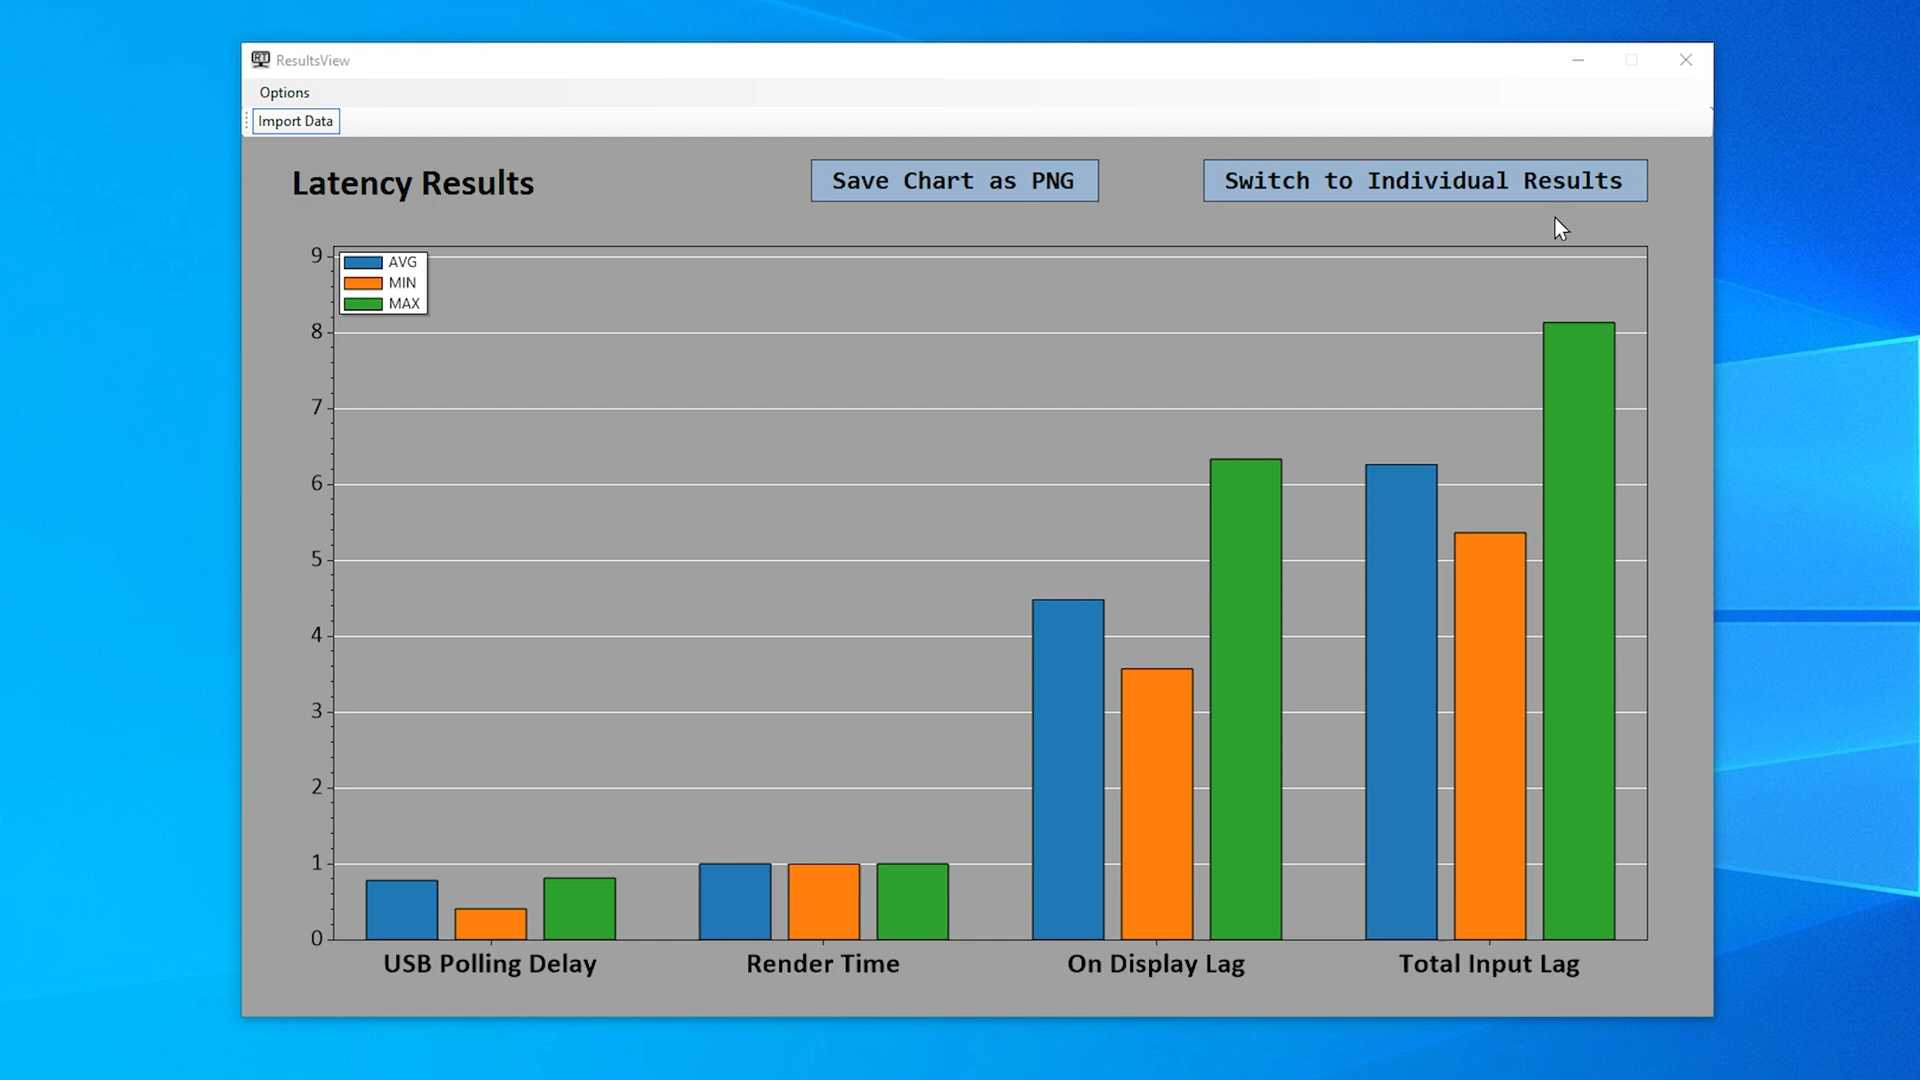 RT
ResultsView
Options
Import Data
Latency Results
Save Chart as PNG
Switch to Individual Results
AVG
MIN
MAX
9
8
7
6
5
4
3
2
1
0
USB Polling Delay
Render Time
On Display Lag
Total Input Lag